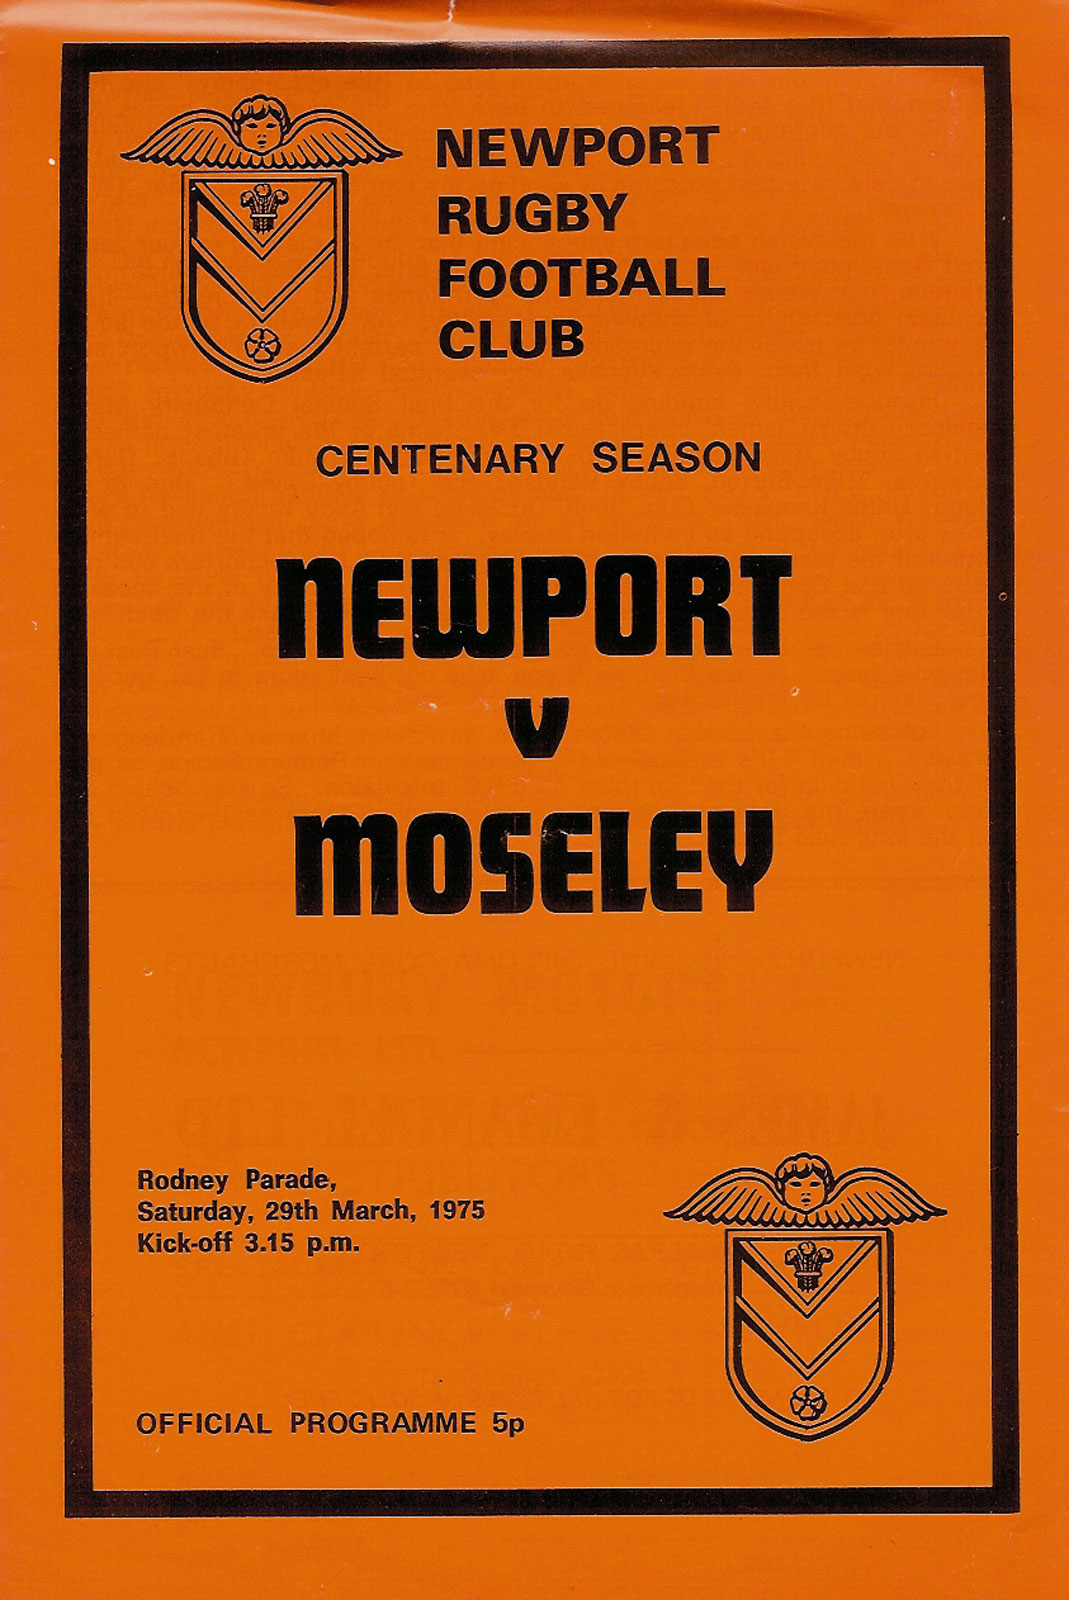 NEWPORT
RUGBY
FOOTBALL
CLUB
CENTENARY SEASON
NEWPORT
v
MOSELEY
Rodney Parade,
Saturday, 29th March, 1975
Kick-off 3.15 p.m.
OFFICIAL PROGRAMME 5p